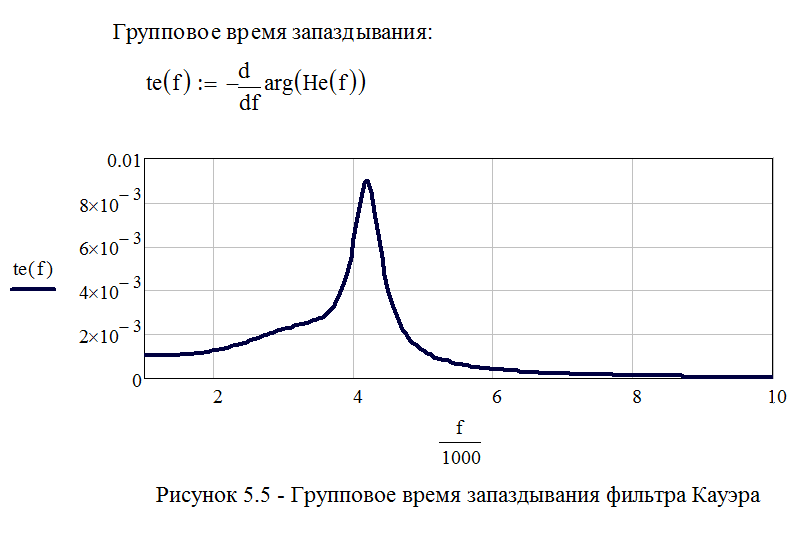 Групповое время запаздывания:
te(f) := −d/df arg(He(f))
0.01
8×10⁻³
6×10⁻³
te(f)
4×10⁻³
2×10⁻³
0
2 4 6 8 10
f
1000
Рисунок 5.5 - Групповое время запаздывания фильтра Кауэра